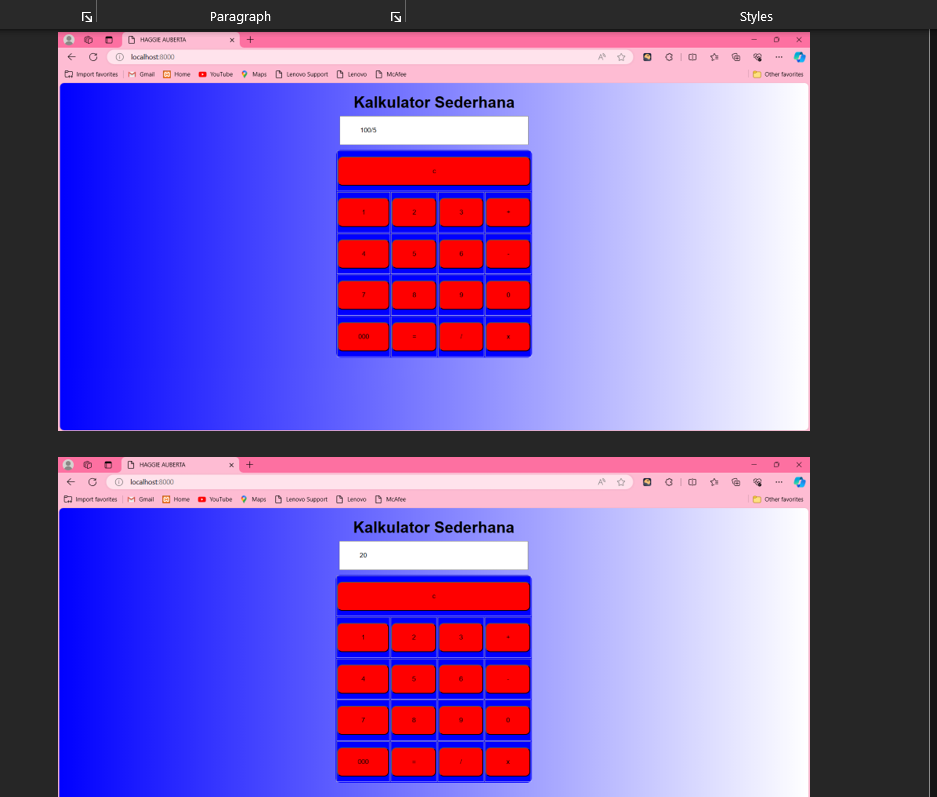 Paragraph
Styles
HAGGIE AUBERTA
localhost:8000
Import favorites
Gmail
Home
YouTube
Maps
Lenovo Support
Lenovo
McAfee
Other favorites
Kalkulator Sederhana
100/5
c
1 2 3 +
4 5 6 -
7 8 9 0
000 = / x
HAGGIE AUBERTA
localhost:8000
Import favorites
Gmail
Home
YouTube
Maps
Lenovo Support
Lenovo
McAfee
Other favorites
Kalkulator Sederhana
20
c
1 2 3 +
4 5 6 -
7 8 9 0
000 = / x